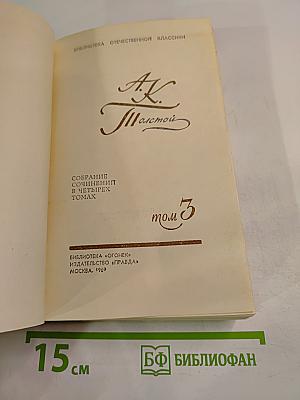 БИБЛИОТЕКА ОТЕЧЕСТВЕННОЙ КЛАССИКИ
А.К.
Толстой
СОБРАНИЕ
СОЧИНЕНИЙ
В ЧЕТЫРЕХ
ТОМАХ
том 3
БИБЛИОТЕКА «ОГОНЕК»
ИЗДАТЕЛЬСТВО «ПРАВДА»
МОСКВА, 1969
15 см
БФ БИБЛИОФАН